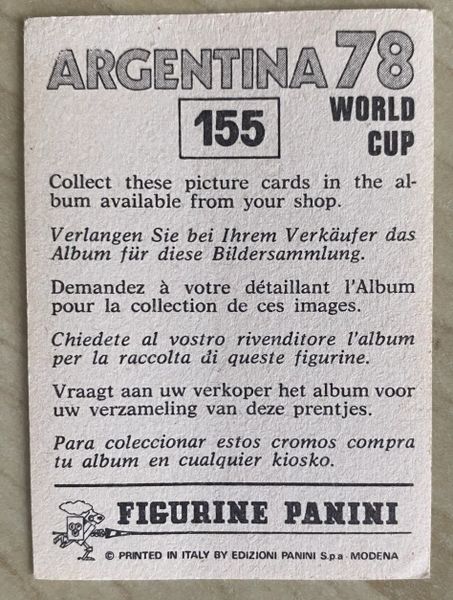 ARGENTINA 78
155
WORLD
CUP
Collect these picture cards in the al-
bum available from your shop.
Verlangen Sie bei Ihrem Verkäufer das
Album für diese Bildersammlung.
Demandez à votre détaillant l'Album
pour la collection de ces images.
Chiedete al vostro rivenditore l'album
per la raccolta di queste figurine.
Vraagt aan uw verkoper het album voor
uw verzameling van deze prentjes.
Para coleccionar estos cromos compra
tu album en cualquier kiosko.
FIGURINE PANINI
© PRINTED IN ITALY BY EDIZIONI PANINI S.p.a - MODENA